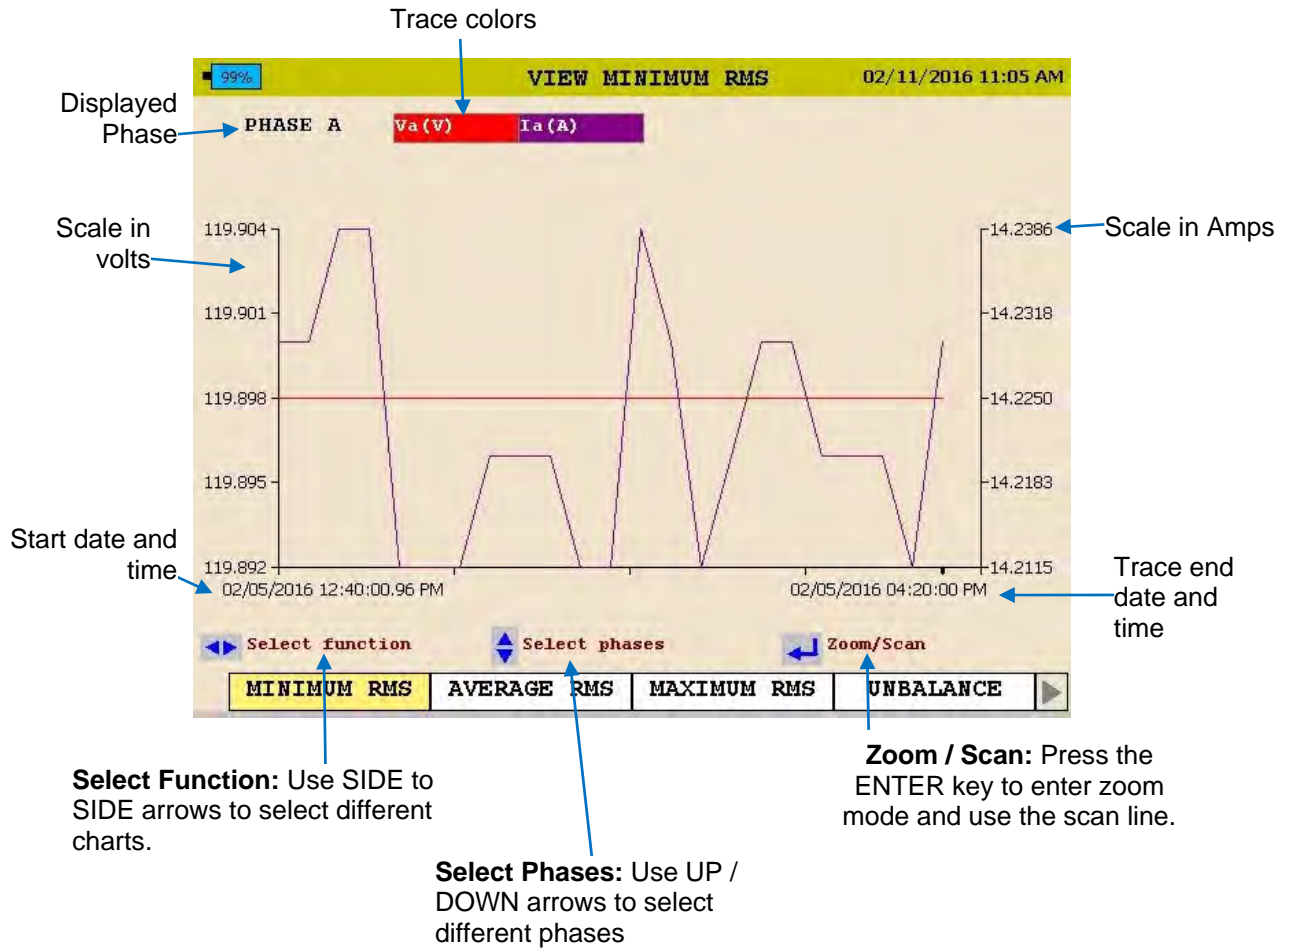 Trace colors
99%
VIEW MINIMUM RMS
02/11/2016 11:05 AM
Displayed
Phase
PHASE A
Va(V)
Ia(A)
Scale in
volts
Scale in Amps
119.904
119.901
119.898
119.895
119.892
14.2386
14.2318
14.2250
14.2183
14.2115
Start date and
time
02/05/2016 12:40:00.96 PM
02/05/2016 04:20:00 PM
Trace end
date and
time
Select function
Select phases
Zoom/Scan
MINIMUM RMS
AVERAGE RMS
MAXIMUM RMS
UNBALANCE
Select Function: Use SIDE to
SIDE arrows to select different
charts.
Zoom / Scan: Press the
ENTER key to enter zoom
mode and use the scan line.
Select Phases: Use UP /
DOWN arrows to select
different phases